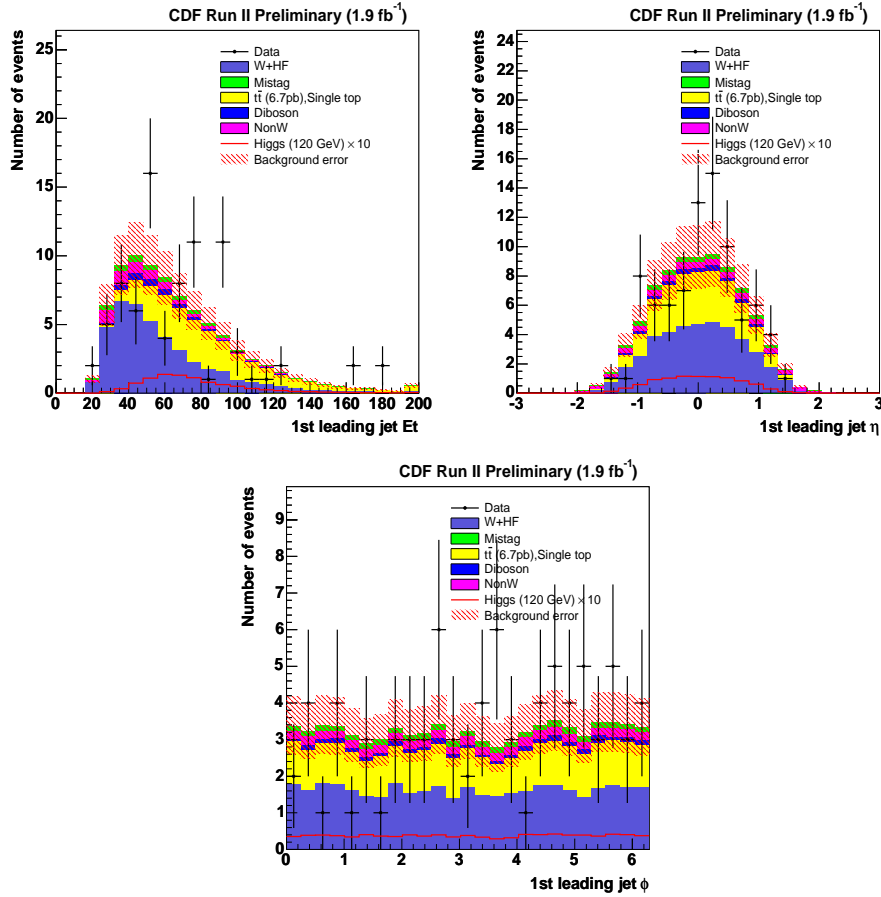 CDF Run II Preliminary (1.9 fb⁻¹)
Number of events
25
20
15
10
5
0
Data
W+HF
Mistag
tt̄ (6.7pb),Single top
Diboson
NonW
Higgs (120 GeV) × 10
Background error
0 20 40 60 80 100 120 140 160 180 200
1st leading jet Et
CDF Run II Preliminary (1.9 fb⁻¹)
Number of events
24
22
20
18
16
14
12
10
8
6
4
2
0
Data
W+HF
Mistag
tt̄ (6.7pb),Single top
Diboson
NonW
Higgs (120 GeV) × 10
Background error
-3 -2 -1 0 1 2 3
1st leading jet η
CDF Run II Preliminary (1.9 fb⁻¹)
Number of events
9
8
7
6
5
4
3
2
1
0
Data
W+HF
Mistag
tt̄ (6.7pb),Single top
Diboson
NonW
Higgs (120 GeV) × 10
Background error
0 1 2 3 4 5 6
1st leading jet ϕ